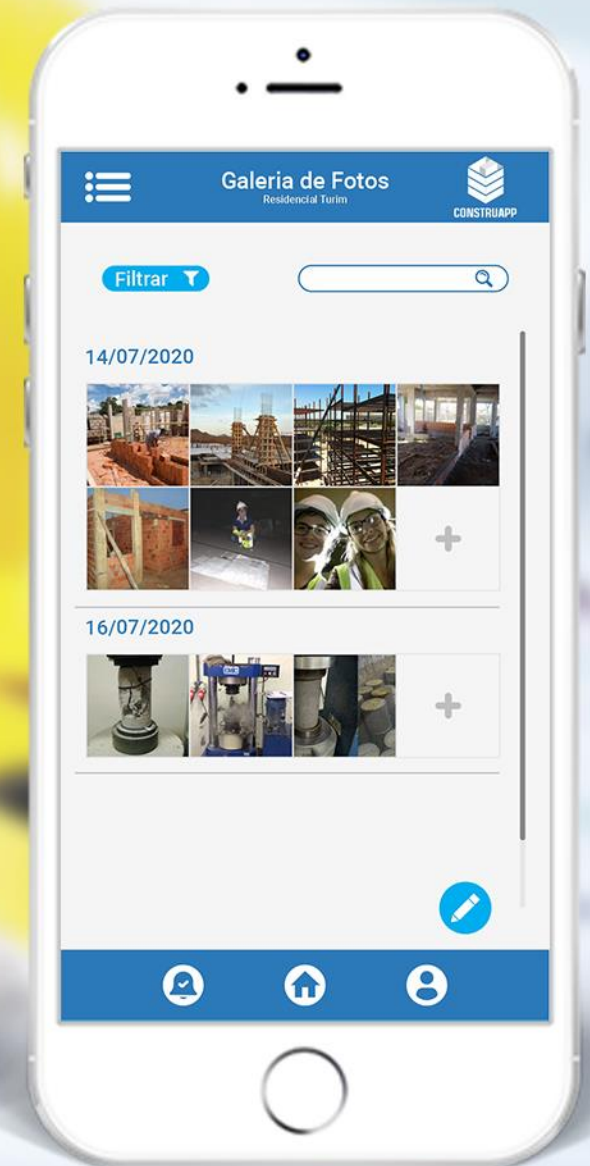 Galeria de Fotos
Residencial Turim
CONSTRUAPP
Filtrar
14/07/2020
16/07/2020